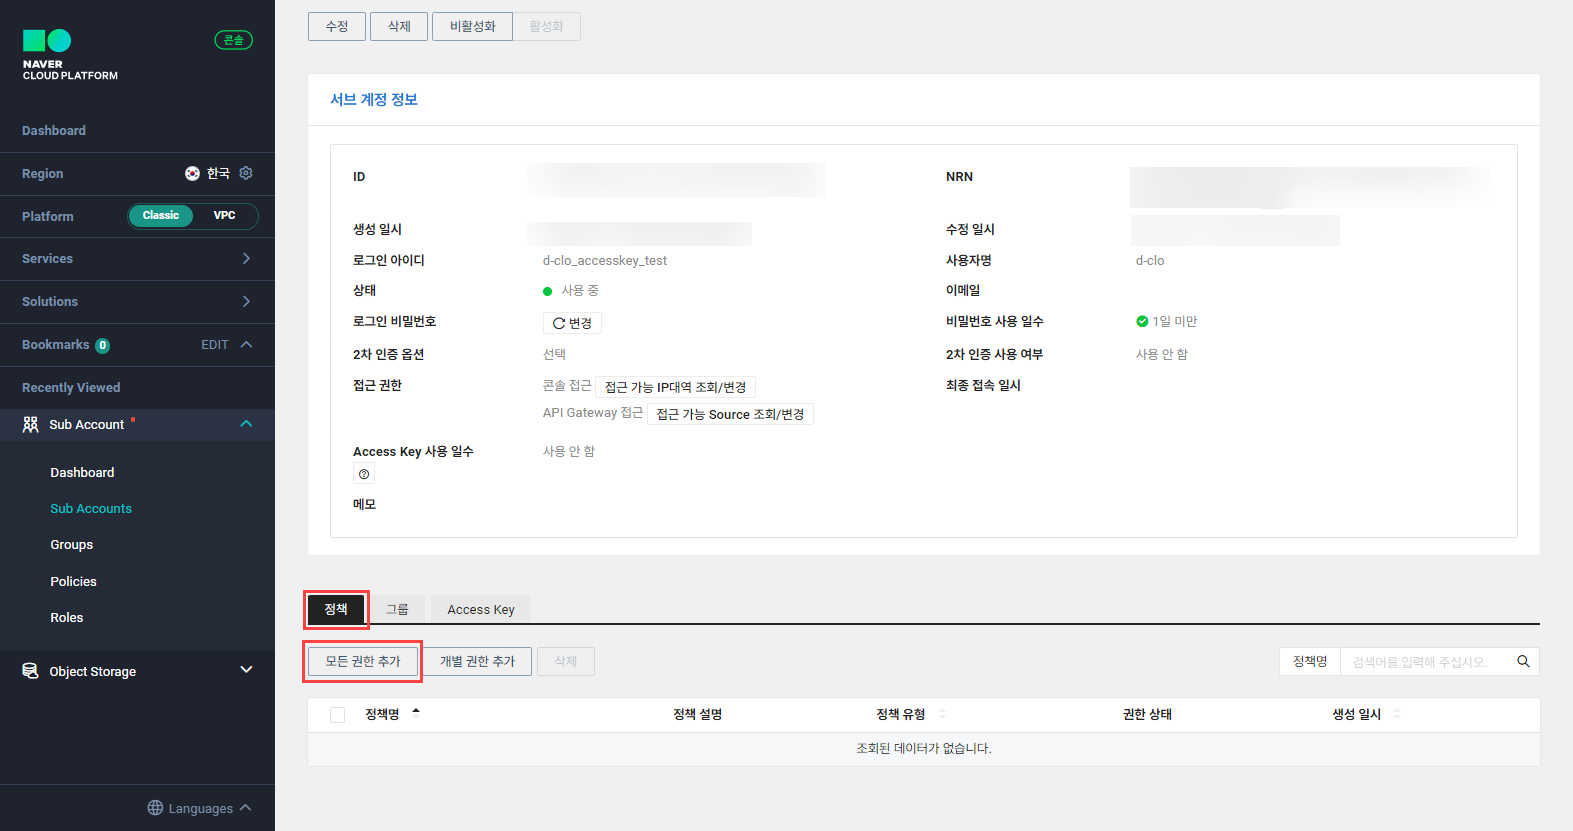 NAVER
CLOUD PLATFORM
콘솔
Dashboard
Region 한국
Platform Classic VPC
Services
Solutions
Bookmarks 0 EDIT
Recently Viewed
Sub Account
Dashboard
Sub Accounts
Groups
Policies
Roles
Object Storage
Languages
수정 삭제 비활성화 활성화
서브 계정 정보
ID NRN
생성 일시 수정 일시
로그인 아이디 d-clo_accesskey_test 사용자명 d-clo
상태 사용 중 이메일
로그인 비밀번호 변경 비밀번호 사용 일수 1일 미만
2차 인증 옵션 선택 2차 인증 사용 여부 사용 안 함
접근 권한 콘솔 접근 접근 가능 IP대역 조회/변경 최종 접속 일시
API Gateway 접근 접근 가능 Source 조회/변경
Access Key 사용 일수 사용 안 함
메모
정책 그룹 Access Key
모든 권한 추가 개별 권한 추가 삭제 정책명 검색어를 입력해 주십시오.
정책명 정책 설명 정책 유형 권한 상태 생성 일시
조회된 데이터가 없습니다.